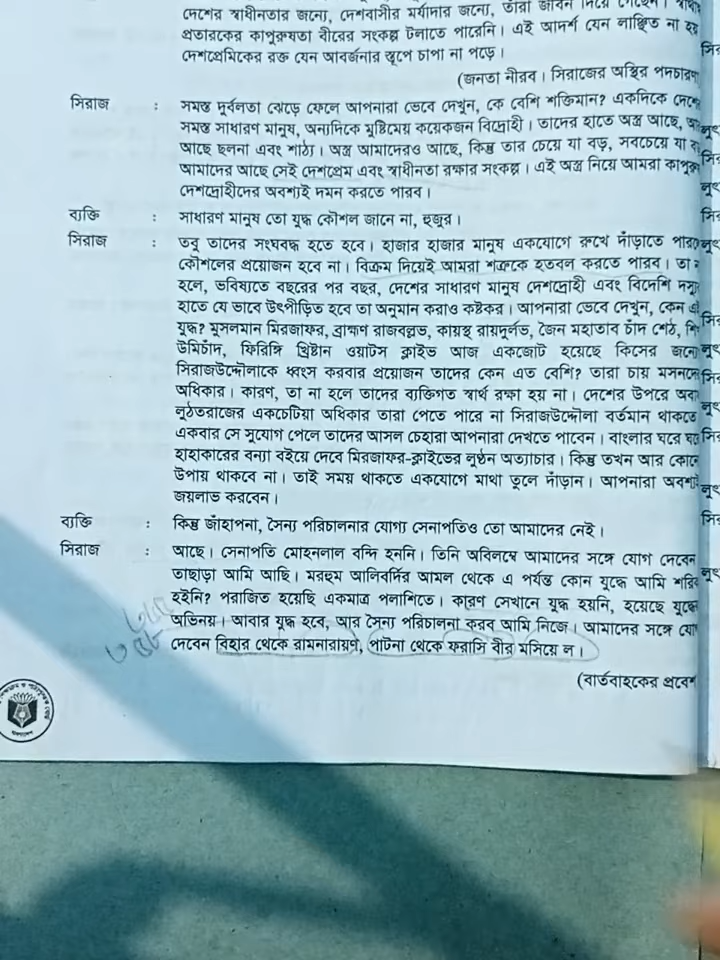 দেশের স্বাধীনতার জন্যে, দেশবাসীর মর্যাদার জন্যে, তাঁরা জীবন দিয়ে গেছেন।
প্রতারকের কাপুরুষতা বীরের সংকল্প টলাতে পারেনি। এই আদর্শ যেন লাঞ্ছিত না হয়
দেশপ্রেমিকের রক্ত যেন আবর্জনার স্তূপে চাপা না পড়ে।
(জনতা নীরব। সিরাজের অস্থির পদচারণ
সিরাজ : সমস্ত দুর্বলতা ঝেড়ে ফেলে আপনারা ভেবে দেখুন, কে বেশি শক্তিমান? একদিকে দেশে
সমস্ত সাধারণ মানুষ, অন্যদিকে মুষ্টিমেয় কয়েকজন বিদ্রোহী। তাদের হাতে অস্ত্র আছে,
আছে ছলনা এবং শাঠ্য। অস্ত্র আমাদেরও আছে, কিন্তু তার চেয়ে যা বড়, সবচেয়ে যা ব
আমাদের আছে সেই দেশপ্রেম এবং স্বাধীনতা রক্ষার সংকল্প। এই অস্ত্র নিয়ে আমরা কাপুরু
দেশদ্রোহীদের অবশ্যই দমন করতে পারব।
ব্যক্তি : সাধারণ মানুষ তো যুদ্ধ কৌশল জানে না, হুজুর।
সিরাজ : তবু তাদের সংঘবদ্ধ হতে হবে। হাজার হাজার মানুষ একযোগে রুখে দাঁড়াতে পার
কৌশলের প্রয়োজন হবে না। বিক্রম দিয়েই আমরা শত্রুকে হতবল করতে পারব। তা ন
হলে, ভবিষ্যতে বছরের পর বছর, দেশের সাধারণ মানুষ দেশদ্রোহী এবং বিদেশি দস্যু
হাতে যে ভাবে উৎপীড়িত হবে তা অনুমান করাও কষ্টকর। আপনারা ভেবে দেখুন, কেন এ
যুদ্ধ? মুসলমান মিরজাফর, ব্রাহ্মণ রাজবল্লভ, কায়স্থ রায়দুর্লভ, জৈন মহাতাব চাঁদ শেঠ, শি
উমিচাঁদ, ফিরিঙ্গি খ্রিষ্টান ওয়াটস ক্লাইভ আজ একজোট হয়েছে কিসের জন্যে
সিরাজউদ্দৌলাকে ধ্বংস করবার প্রয়োজন তাদের কেন এত বেশি? তারা চায় মসনদে
অধিকার। কারণ, তা না হলে তাদের ব্যক্তিগত স্বার্থ রক্ষা হয় না। দেশের উপরে অবা
লুঠতরাজের একচেটিয়া অধিকার তারা পেতে পারে না সিরাজউদ্দৌলা বর্তমান থাকতে
একবার সে সুযোগ পেলে তাদের আসল চেহারা আপনারা দেখতে পাবেন। বাংলার ঘরে ঘ
হাহাকারের বন্যা বইয়ে দেবে মিরজাফর-ক্লাইভের লুণ্ঠন অত্যাচার। কিন্তু তখন আর কোনে
উপায় থাকবে না। তাই সময় থাকতে একযোগে মাথা তুলে দাঁড়ান। আপনারা অবশ্য
জয়লাভ করবেন।
ব্যক্তি : কিন্তু জাঁহাপনা, সৈন্য পরিচালনার যোগ্য সেনাপতিও তো আমাদের নেই।
সিরাজ : আছে। সেনাপতি মোহনলাল বন্দি হননি। তিনি অবিলম্বে আমাদের সঙ্গে যোগ দেবেন
তাছাড়া আমি আছি। মরহুম আলিবর্দির আমল থেকে এ পর্যন্ত কোন যুদ্ধে আমি শরি
হইনি? পরাজিত হয়েছি একমাত্র পলাশিতে। কারণ সেখানে যুদ্ধ হয়নি, হয়েছে যুদ্ধে
অভিনয়। আবার যুদ্ধ হবে, আর সৈন্য পরিচালনা করব আমি নিজে। আমাদের সঙ্গে যো
দেবেন বিহার থেকে রামনারায়ণ, পাটনা থেকে ফরাসি বীর মসিয়ে ল।
(বার্তাবাহকের প্রবেশ